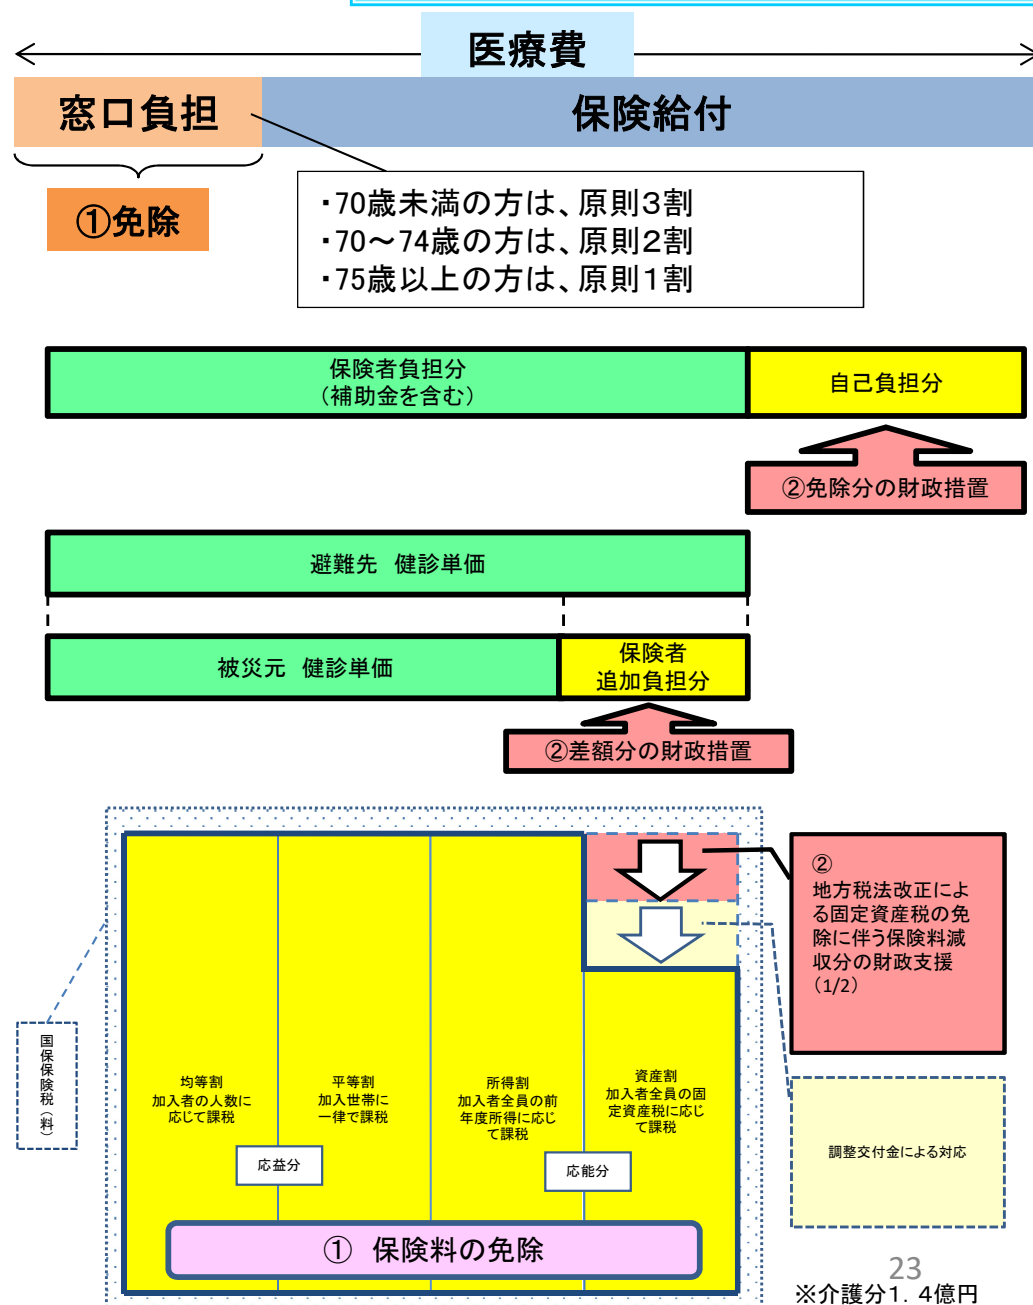 医療費
窓口負担
保険給付
①免除
・70歳未満の方は、原則３割
・70～74歳の方は、原則２割
・75歳以上の方は、原則１割
保険者負担分
（補助金を含む）
自己負担分
②免除分の財政措置
避難先　健診単価
被災元　健診単価
保険者
追加負担分
②差額分の財政措置
国保保険税（料）
②
地方税法改正によ
る固定資産税の免
除に伴う保険料減
収分の財政支援
（1/2）
均等割
加入者の人数に
応じて課税
平等割
加入世帯に
一律で課税
所得割
加入者全員の前
年度所得に応じ
て課税
資産割
加入者全員の固
定資産税に応じ
て課税
応益分
応能分
調整交付金による対応
①　保険料の免除
23
※介護分１．４億円